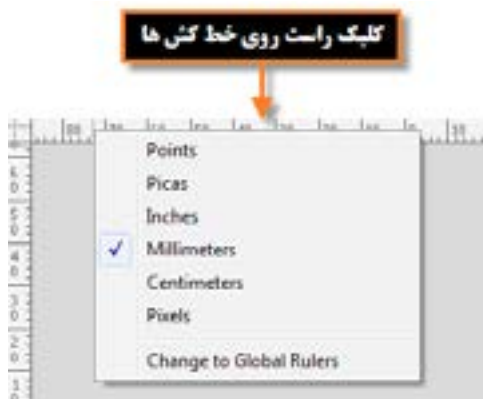 کلیک راست روی خط کش ها
Points
Picas
Inches
Millimeters
Centimeters
Pixels
Change to Global Rulers